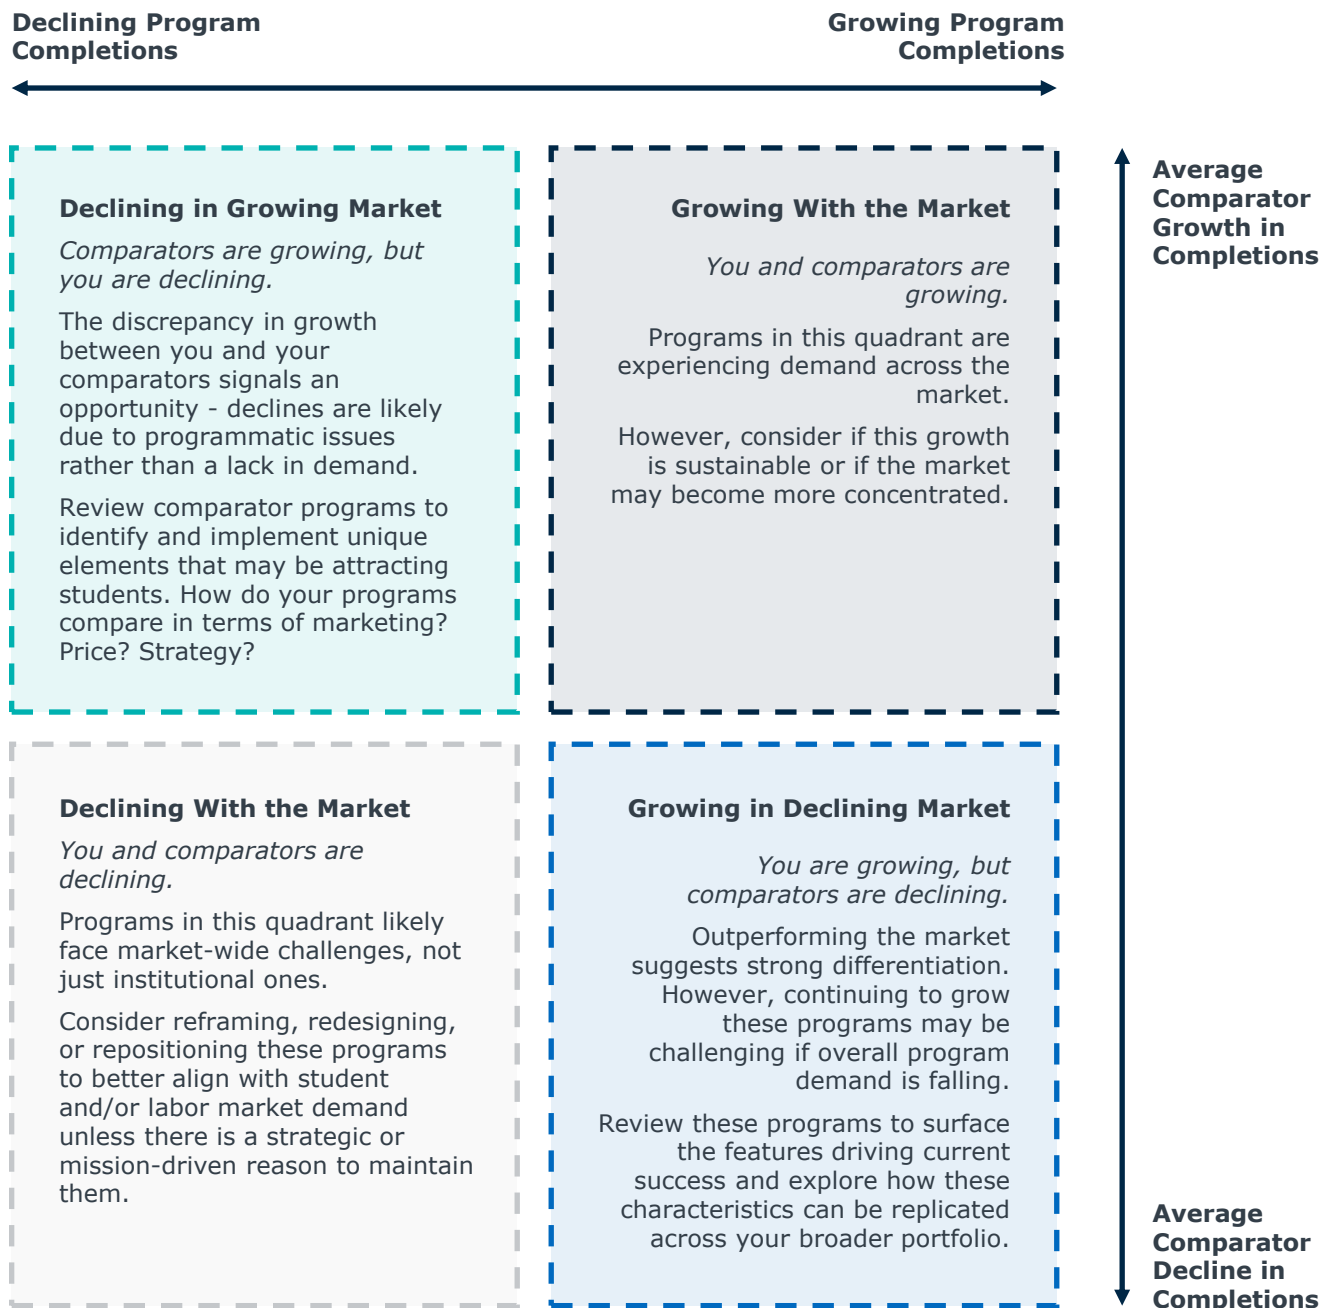 Declining Program
Completions
Growing Program
Completions
Declining in Growing Market
Comparators are growing, but
you are declining.
The discrepancy in growth
between you and your
comparators signals an
opportunity - declines are likely
due to programmatic issues
rather than a lack in demand.
Review comparator programs to
identify and implement unique
elements that may be attracting
students. How do your programs
compare in terms of marketing?
Price? Strategy?
Growing With the Market
You and comparators are
growing.
Programs in this quadrant are
experiencing demand across the
market.
However, consider if this growth
is sustainable or if the market
may become more concentrated.
Average
Comparator
Growth in
Completions
Declining With the Market
You and comparators are
declining.
Programs in this quadrant likely
face market-wide challenges, not
just institutional ones.
Consider reframing, redesigning,
or repositioning these programs
to better align with student
and/or labor market demand
unless there is a strategic or
mission-driven reason to maintain
them.
Growing in Declining Market
You are growing, but
comparators are declining.
Outperforming the market
suggests strong differentiation.
However, continuing to grow
these programs may be
challenging if overall program
demand is falling.
Review these programs to surface
the features driving current
success and explore how these
characteristics can be replicated
across your broader portfolio.
Average
Comparator
Decline in
Completions